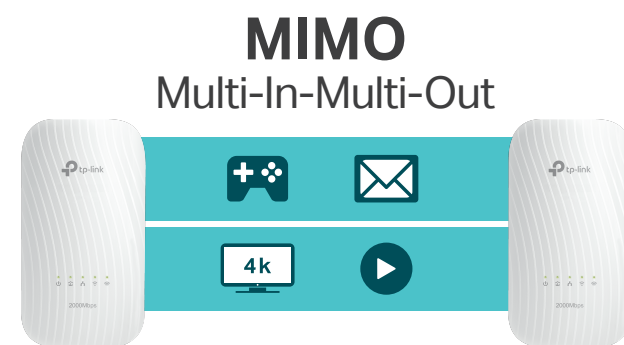 MIMO
Multi-In-Multi-Out
tp-link
tp-link
4k
2000Mbps
2000Mbps